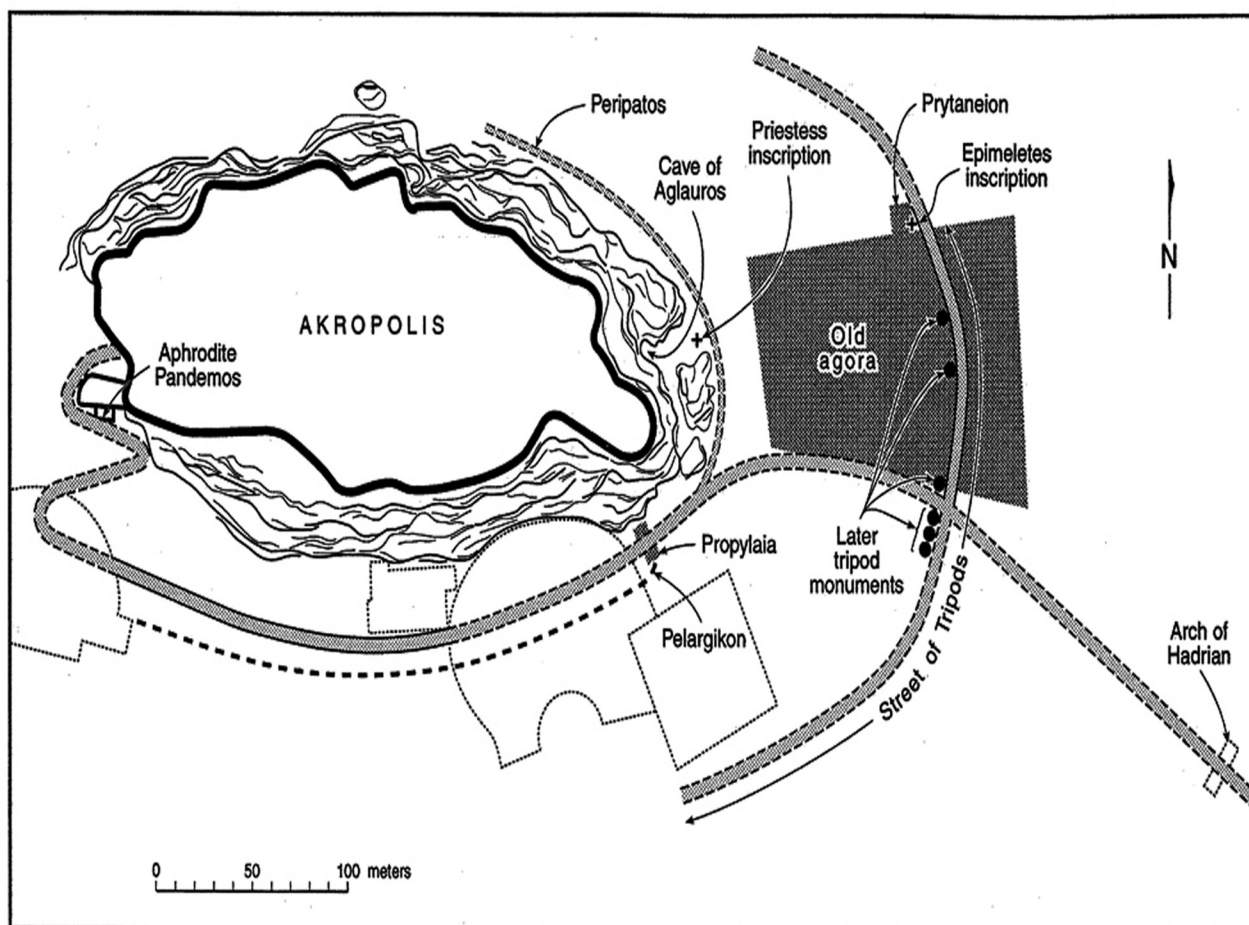 Peripatos
Prytaneion
Priestess
inscription
Epimeletes
inscription
Cave of
Aglauros
N
AKROPOLIS
Old
agora
Aphrodite
Pandemos
Propylaia
Later
tripod
monuments
Pelargikon
Street of Tripods
Arch of
Hadrian
0 50 100 meters